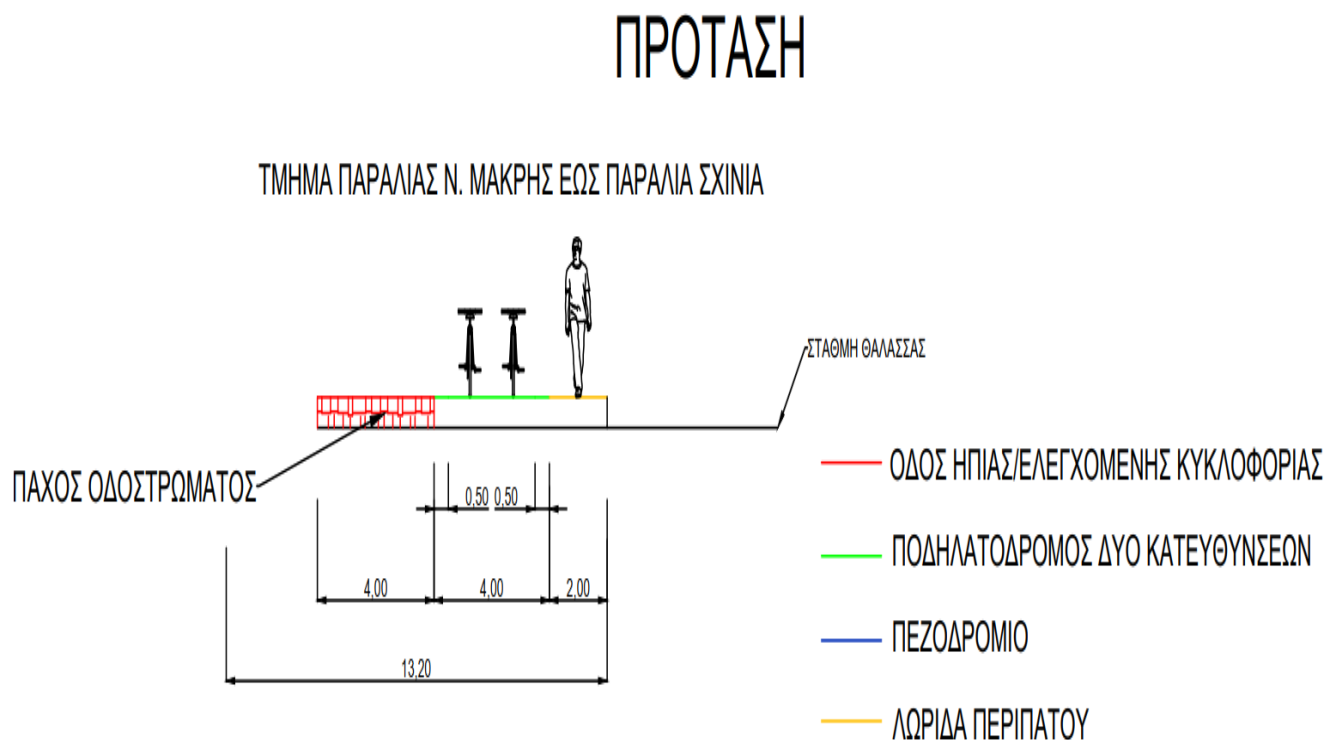 ΠΡΟΤΑΣΗ
ΤΜΗΜΑ ΠΑΡΑΛΙΑΣ Ν. ΜΑΚΡΗΣ ΕΩΣ ΠΑΡΑΛΙΑ ΣΧΙΝΙΑ
ΣΤΑΘΜΗ ΘΑΛΑΣΣΑΣ
ΠΑΧΟΣ ΟΔΟΣΤΡΩΜΑΤΟΣ
0,50 0,50
4,00 4,00 2,00
13,20
ΟΔΟΣ ΗΠΙΑΣ/ΕΛΕΓΧΟΜΕΝΗΣ ΚΥΚΛΟΦΟΡΙΑΣ
ΠΟΔΗΛΑΤΟΔΡΟΜΟΣ ΔΥΟ ΚΑΤΕΥΘΥΝΣΕΩΝ
ΠΕΖΟΔΡΟΜΙΟ
ΛΩΡΙΔΑ ΠΕΡΙΠΑΤΟΥ